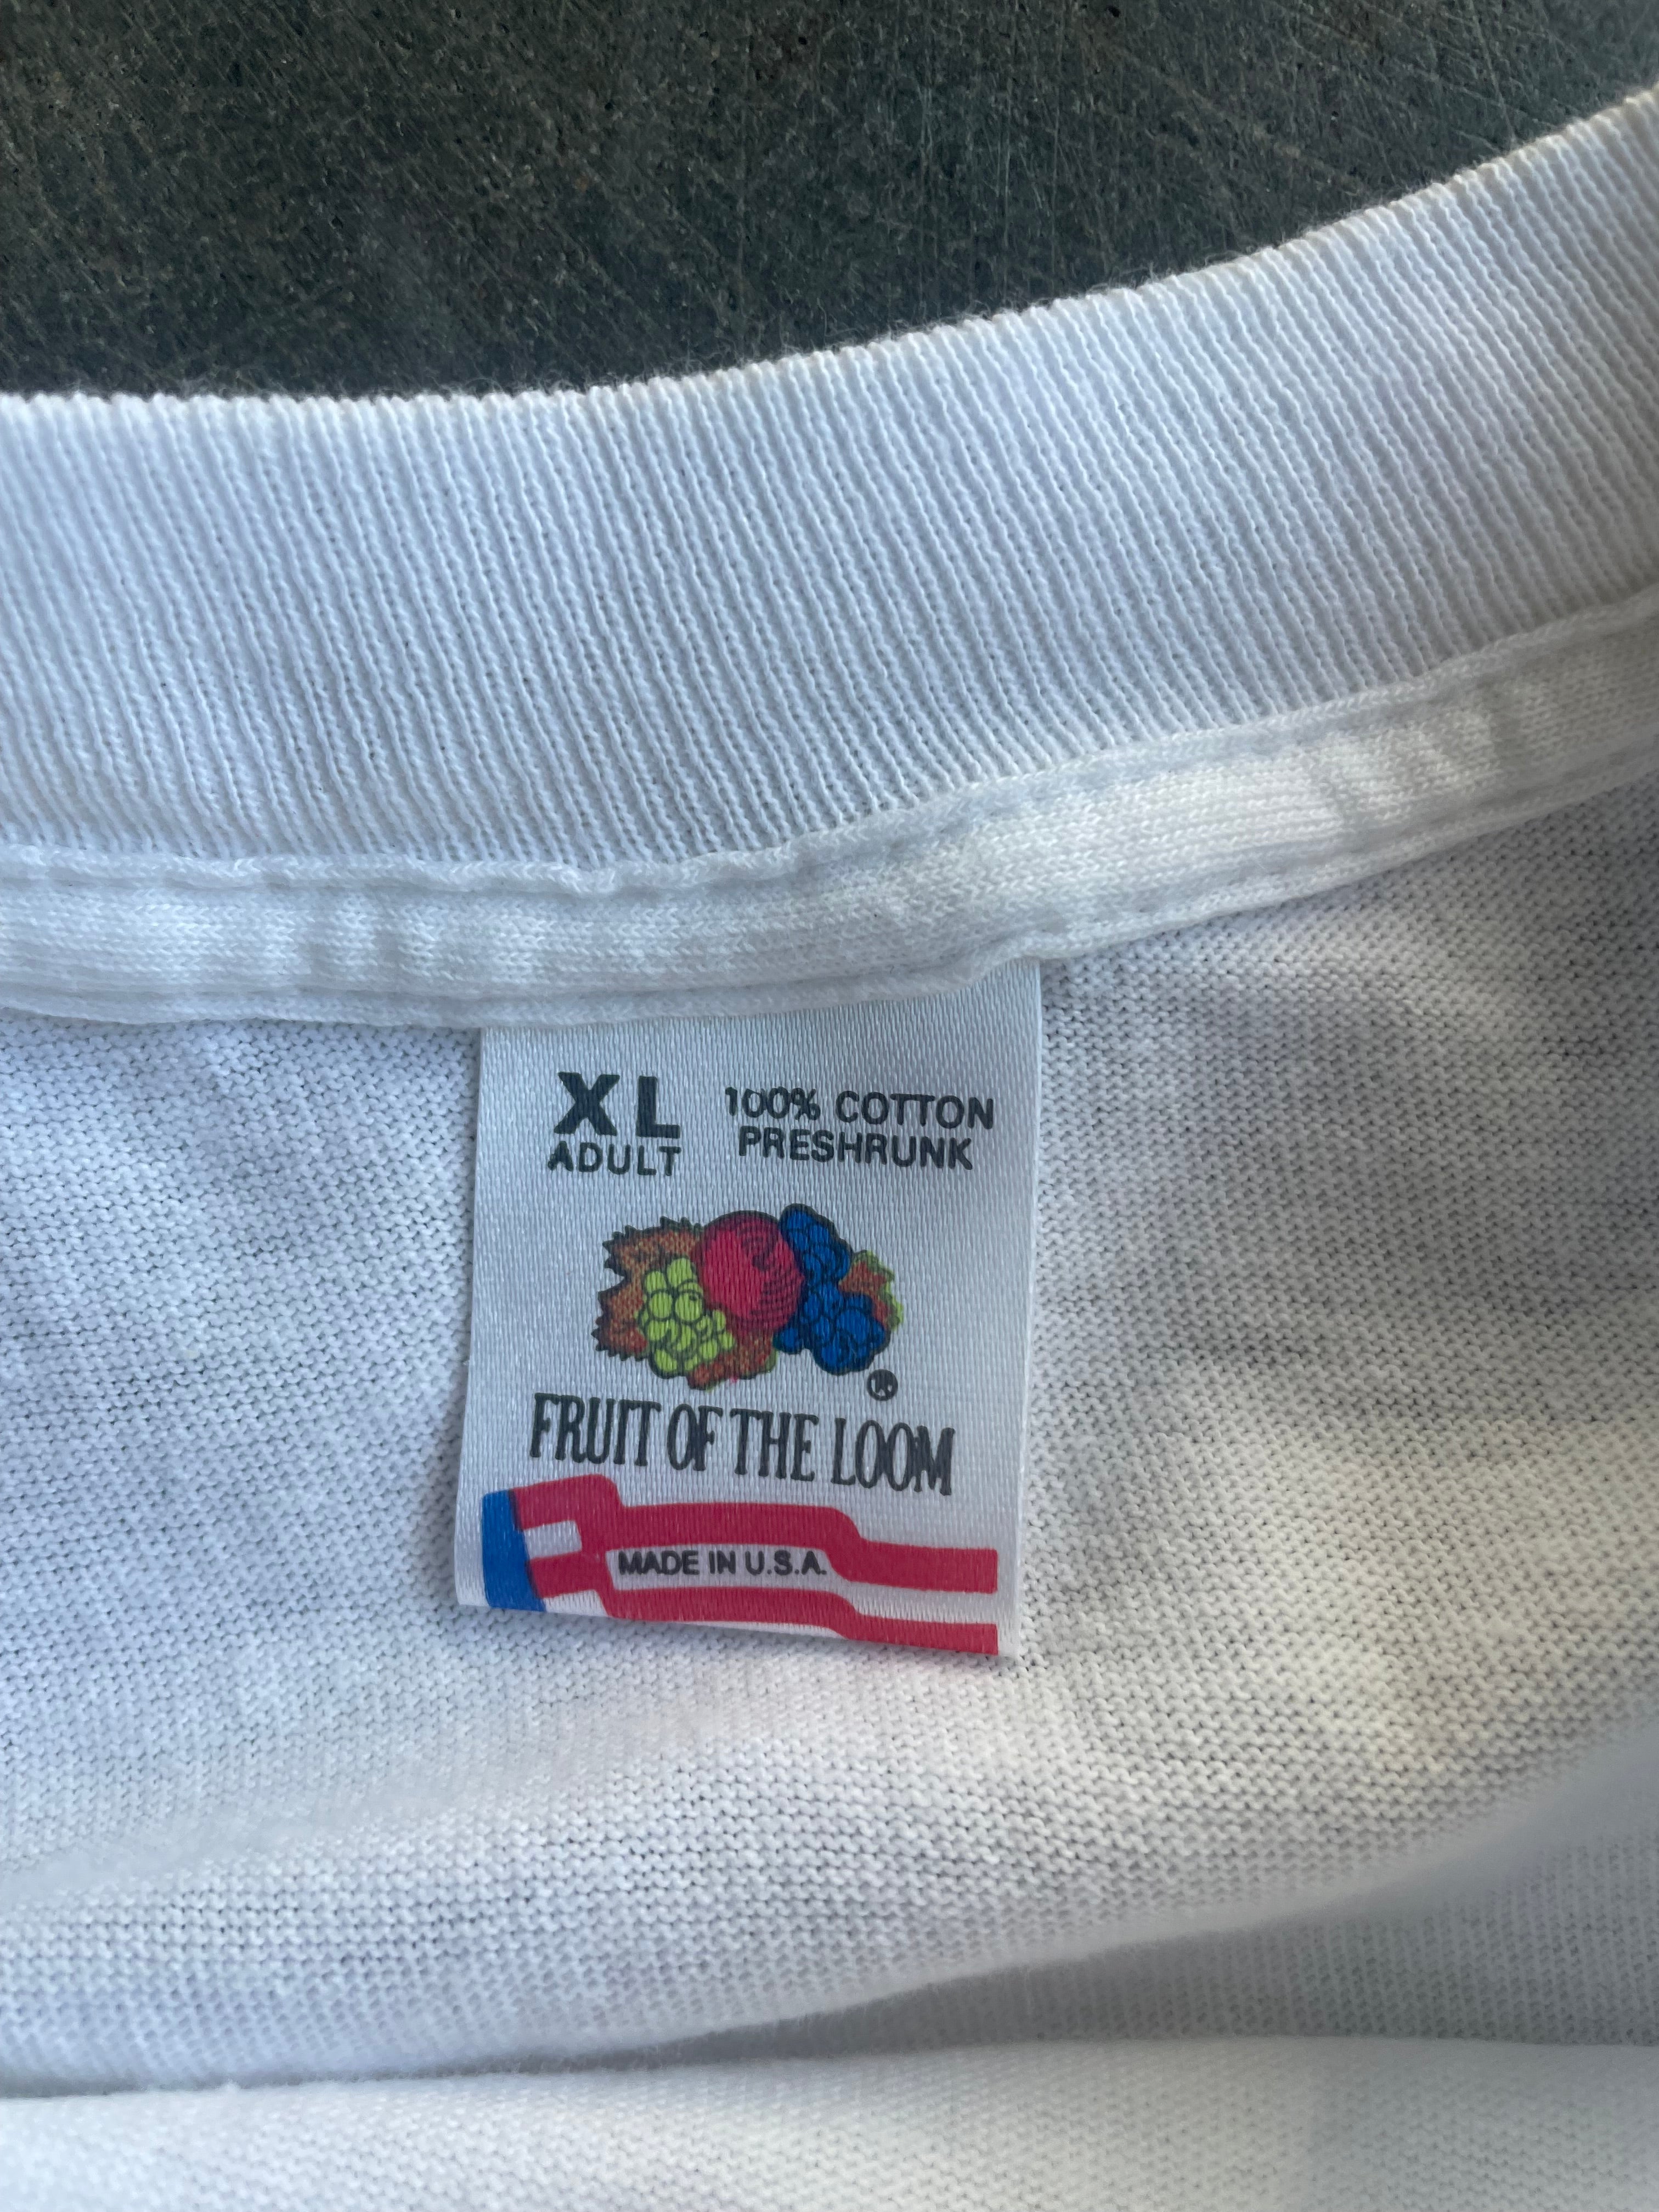 XL
ADULT
100% COTTON
PRESHRUNK
®
FRUIT OF THE LOOM
MADE IN U.S.A.